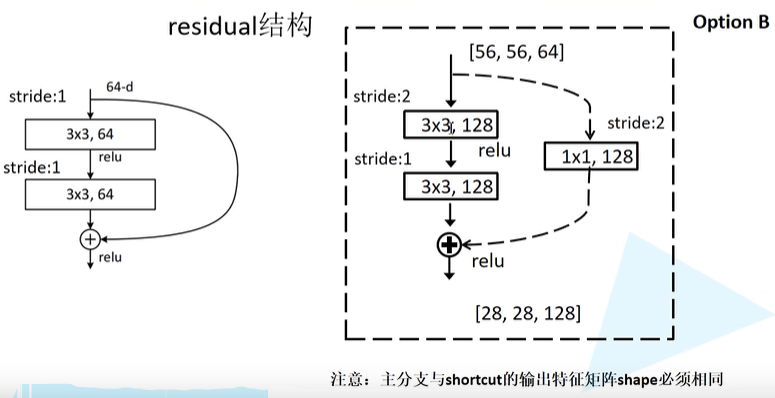 residual结构
Option B
64-d
stride:1
3x3, 64
relu
stride:1
3x3, 64
relu
[56, 56, 64]
stride:2
3x3, 128
relu
stride:1
3x3, 128
stride:2
1x1, 128
relu
[28, 28, 128]
注意：主分支与shortcut的输出特征矩阵shape必须相同